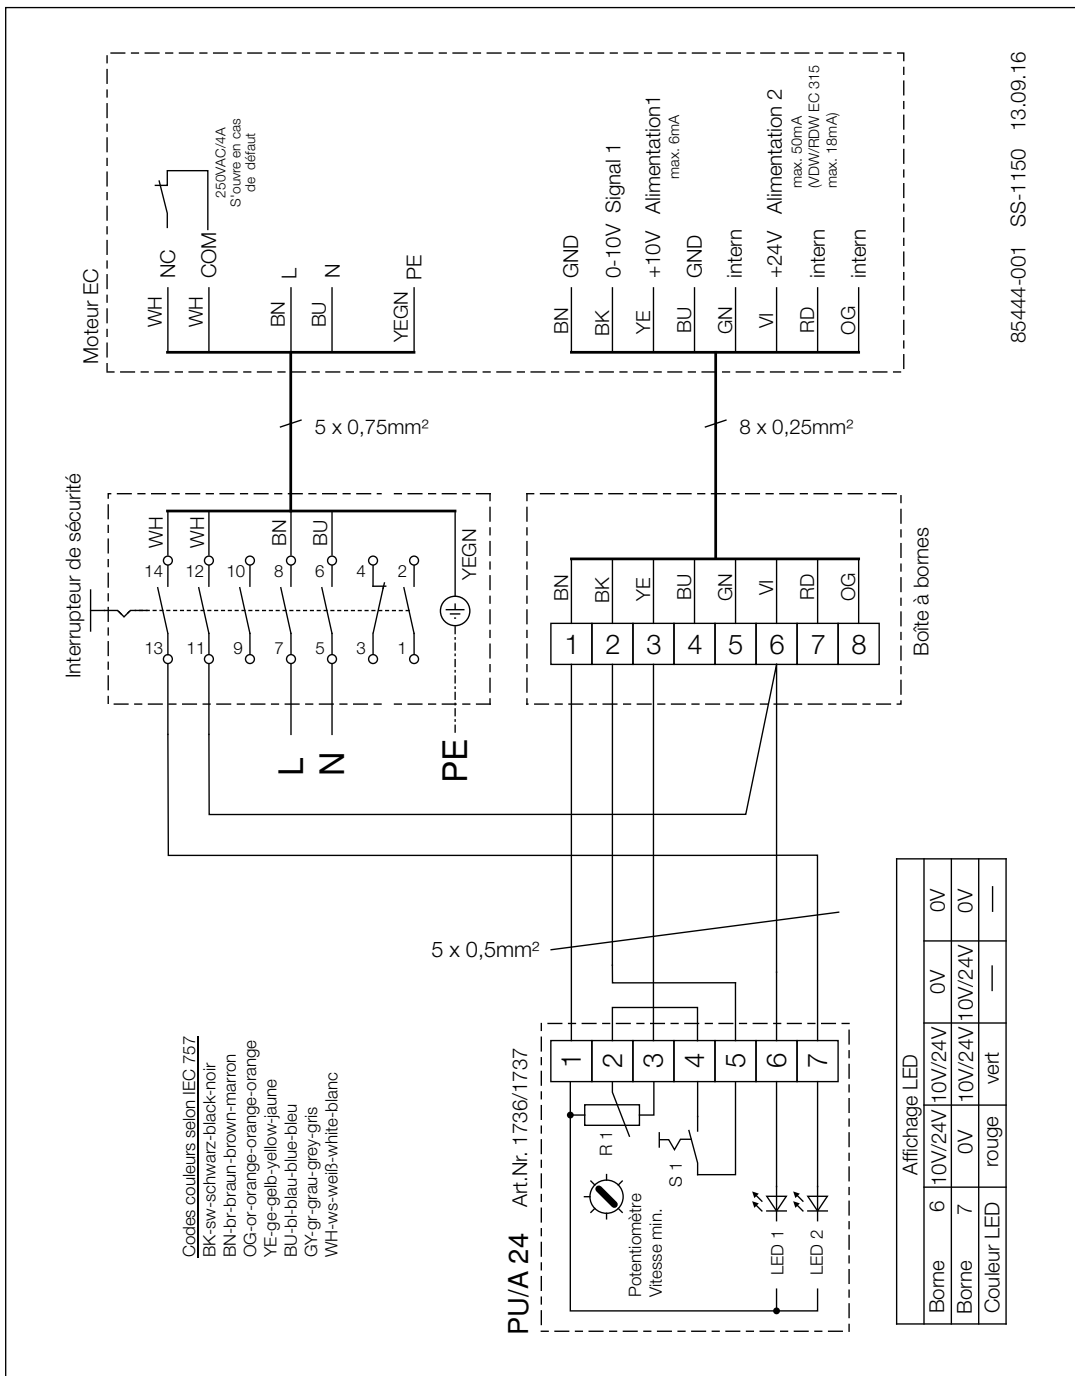 Moteur EC
NC
COM
L
N
PE
250VAC/4A
S'ouvre en cas
de défaut
WH
WH
BN
BU
YEGN
GND
0-10V Signal 1
+10V Alimentation1
max. 6mA
GND
intern
+24V Alimentation 2
max. 50mA
(VDW/RDW EC 315
max. 18mA)
intern
intern
BN
BK
YE
BU
GN
VI
RD
OG
85444-001 SS-1150 13.09.16
5 x 0,75mm²
8 x 0,25mm²
Interrupteur de sécurité
WH
WH
BN
BU
YEGN
14
12
10
8
6
4
2
13
11
9
7
5
3
1
L
N
PE
BN
BK
YE
BU
GN
VI
RD
OG
1
2
3
4
5
6
7
8
Boîte à bornes
5 x 0,5mm²
Codes couleurs selon IEC 757
BK-sw-schwarz-black-noir
BN-br-braun-brown-marron
OG-or-orange-orange-orange
YE-ge-gelb-yellow-jaune
BU-bl-blau-blue-bleu
GY-gr-grau-grey-gris
WH-ws-weiß-white-blanc
PU/A 24 Art.Nr. 1736/1737
1
2
3
4
5
6
7
R 1
S 1
Potentiomètre
Vitesse min.
LED 1
LED 2
Affichage LED
Borne 6 10V/24V 10V/24V 0V 0V
Borne 7 0V 10V/24V 10V/24V 0V
Couleur LED rouge vert — —